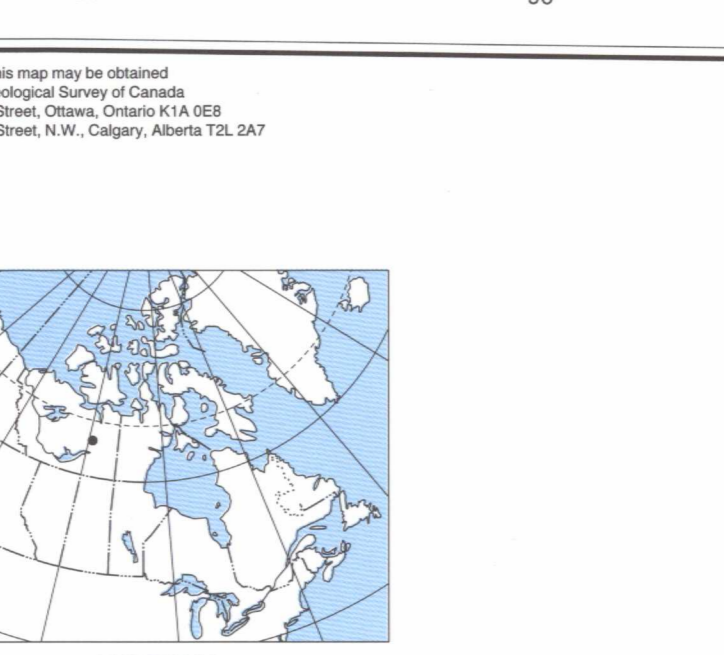 his map may be obtained
eological Survey of Canada
Street, Ottawa, Ontario K1A 0E8
Street, N.W., Calgary, Alberta T2L 2A7